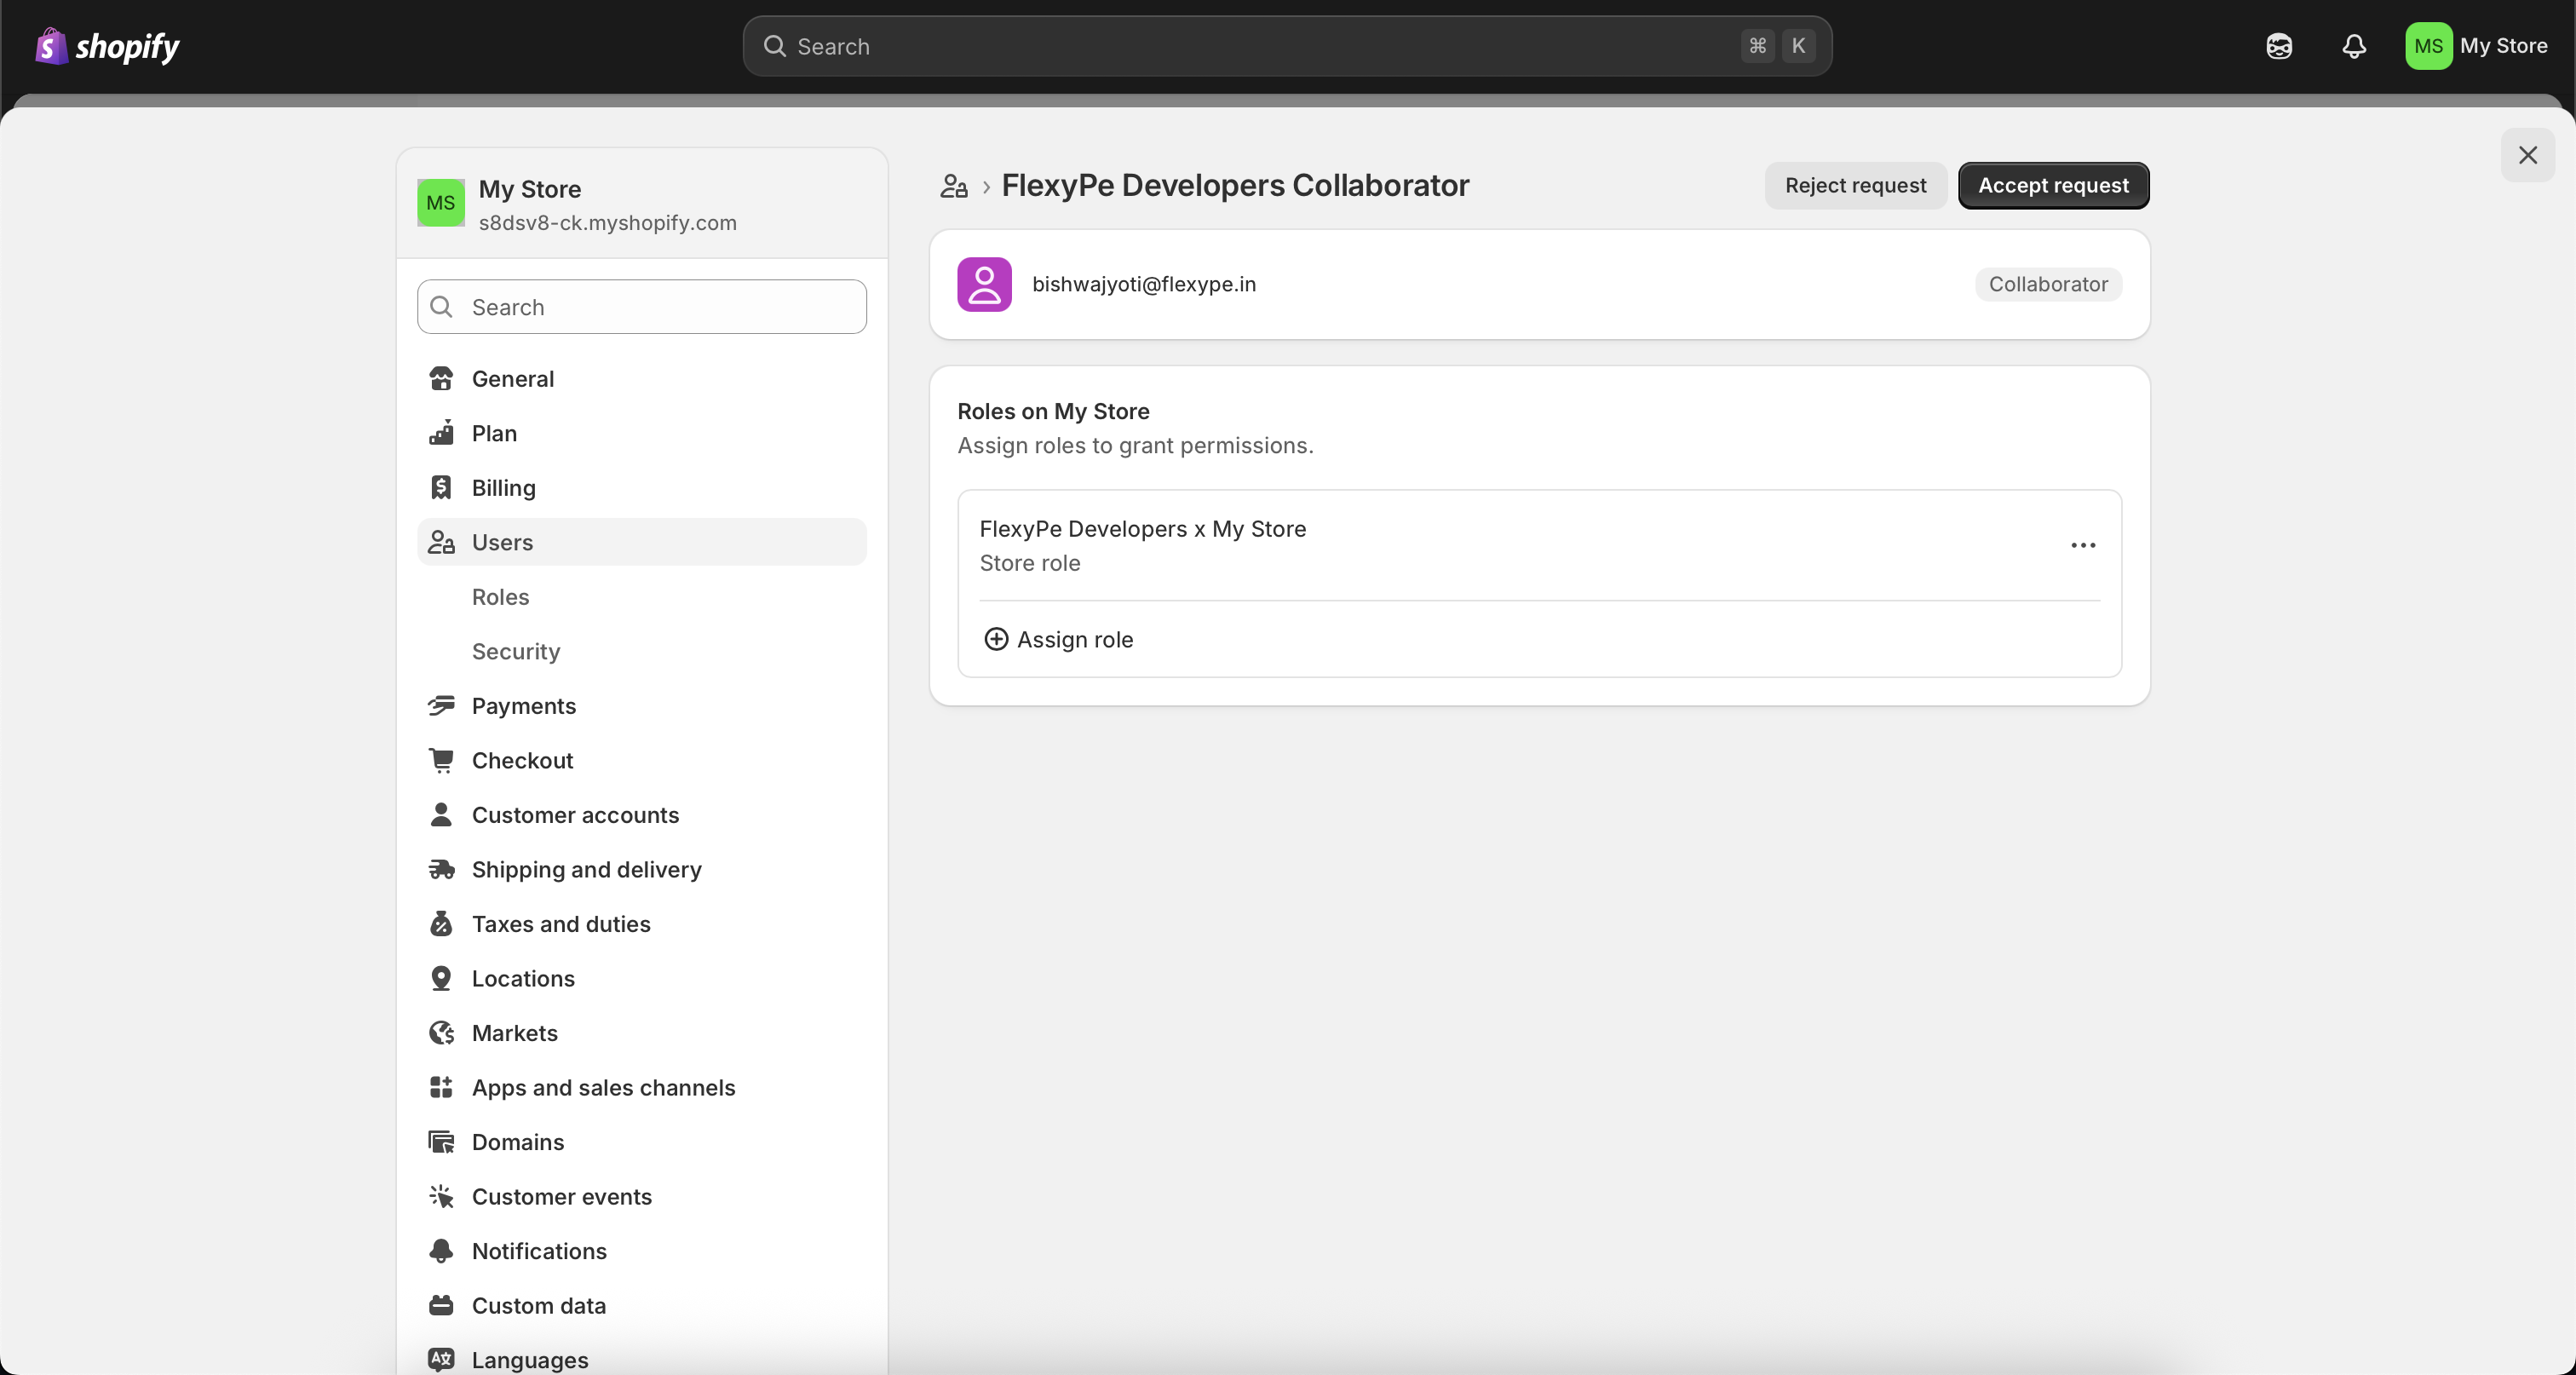 shopify
Search
⌘ K
MS My Store
MS
My Store
s8dsv8-ck.myshopify.com
Search
General
Plan
Billing
Users
Roles
Security
Payments
Checkout
Customer accounts
Shipping and delivery
Taxes and duties
Locations
Markets
Apps and sales channels
Domains
Customer events
Notifications
Custom data
Languages
› FlexyPe Developers Collaborator
Reject request
Accept request
bishwajyoti@flexype.in
Collaborator
Roles on My Store
Assign roles to grant permissions.
FlexyPe Developers x My Store
Store role
Assign role